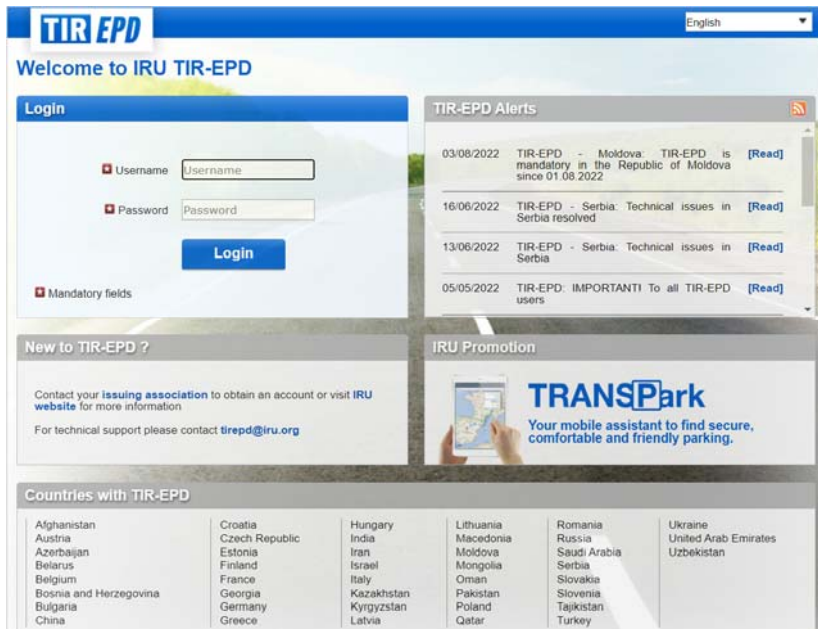 TIR EPD
English
Welcome to IRU TIR-EPD
Login
Username
Username
Password
Password
Login
Mandatory fields
TIR-EPD Alerts
03/08/2022 TIR-EPD - Moldova: TIR-EPD is [Read]
mandatory in the Republic of Moldova
since 01.08.2022
16/06/2022 TIR-EPD - Serbia: Technical issues in [Read]
Serbia resolved
13/06/2022 TIR-EPD - Serbia: Technical issues in [Read]
Serbia
05/05/2022 TIR-EPD: IMPORTANT! To all TIR-EPD [Read]
users
New to TIR-EPD ?
Contact your issuing association to obtain an account or visit IRU
website for more information
For technical support please contact tirepd@iru.org
IRU Promotion
TRANSPark
Your mobile assistant to find secure,
comfortable and friendly parking.
Countries with TIR-EPD
Afghanistan
Austria
Azerbaijan
Belarus
Belgium
Bosnia and Herzegovina
Bulgaria
China
Croatia
Czech Republic
Estonia
Finland
France
Georgia
Germany
Greece
Hungary
India
Iran
Israel
Italy
Kazakhstan
Kyrgyzstan
Latvia
Lithuania
Macedonia
Moldova
Mongolia
Oman
Pakistan
Poland
Qatar
Romania
Russia
Saudi Arabia
Serbia
Slovakia
Slovenia
Tajikistan
Turkey
Ukraine
United Arab Emirates
Uzbekistan